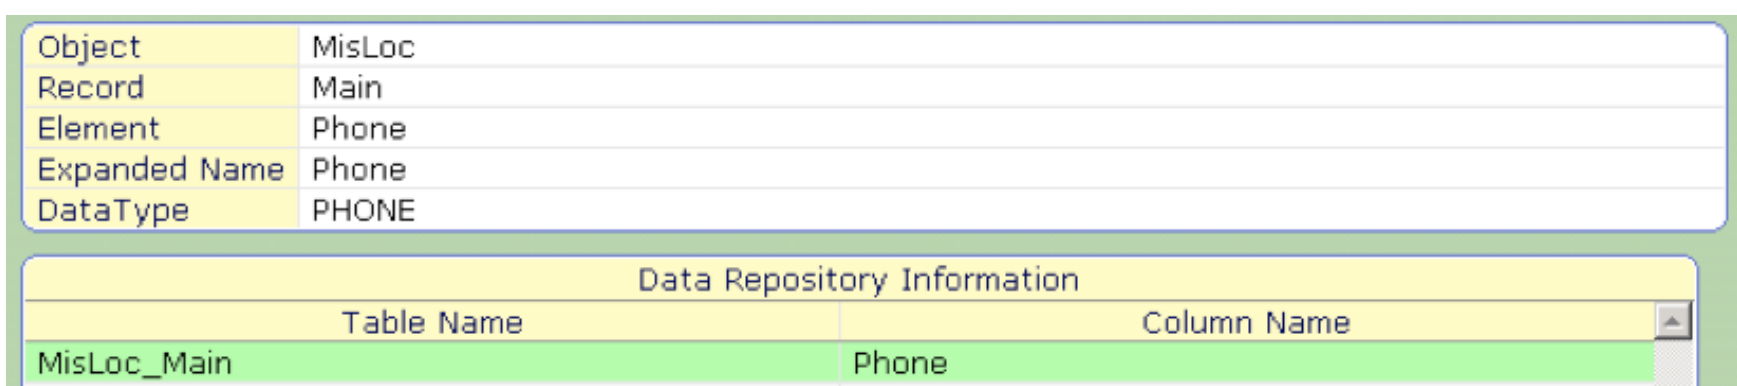 Object MisLoc
Record Main
Element Phone
Expanded Name Phone
DataType PHONE
Data Repository Information
Table Name Column Name
MisLoc_Main Phone